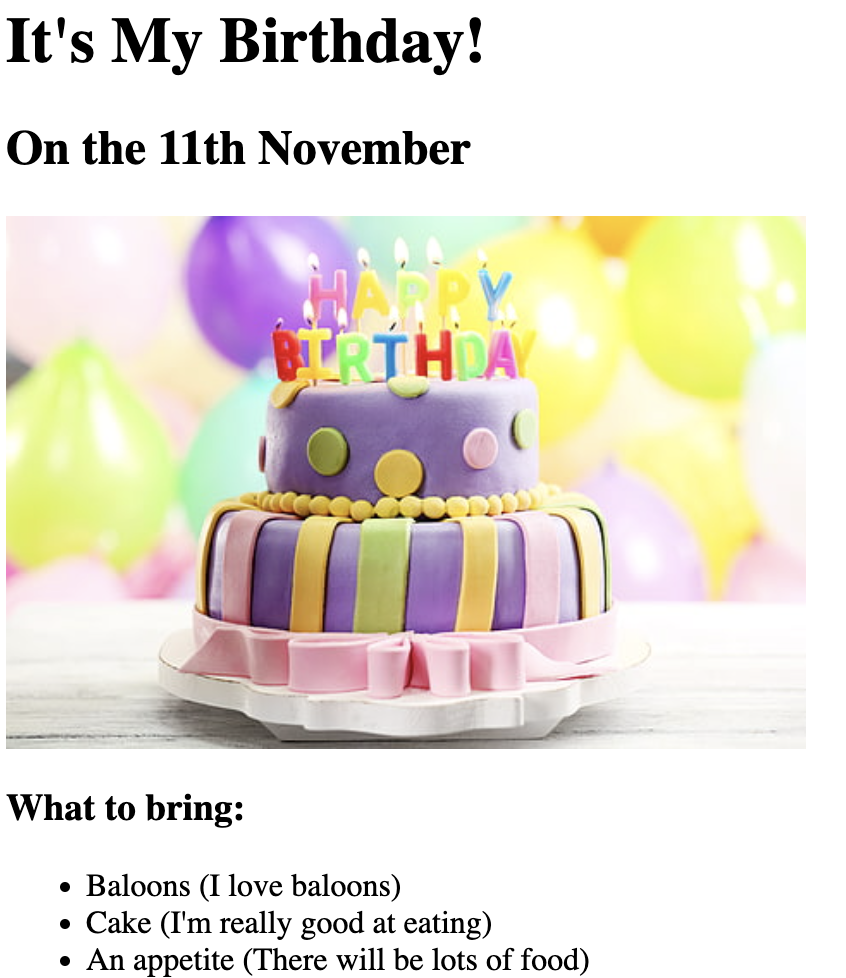 It's My Birthday!
On the 11th November
HAPPY
BIRTHDAY
What to bring:
Baloons (I love baloons)
Cake (I'm really good at eating)
An appetite (There will be lots of food)